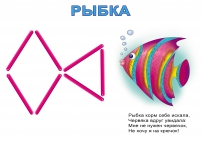 РЫБКА
Рыбка корм себе искала,
Червяка вдруг увидала:
Мне не нужен червячок,
Не хочу я на крючок!